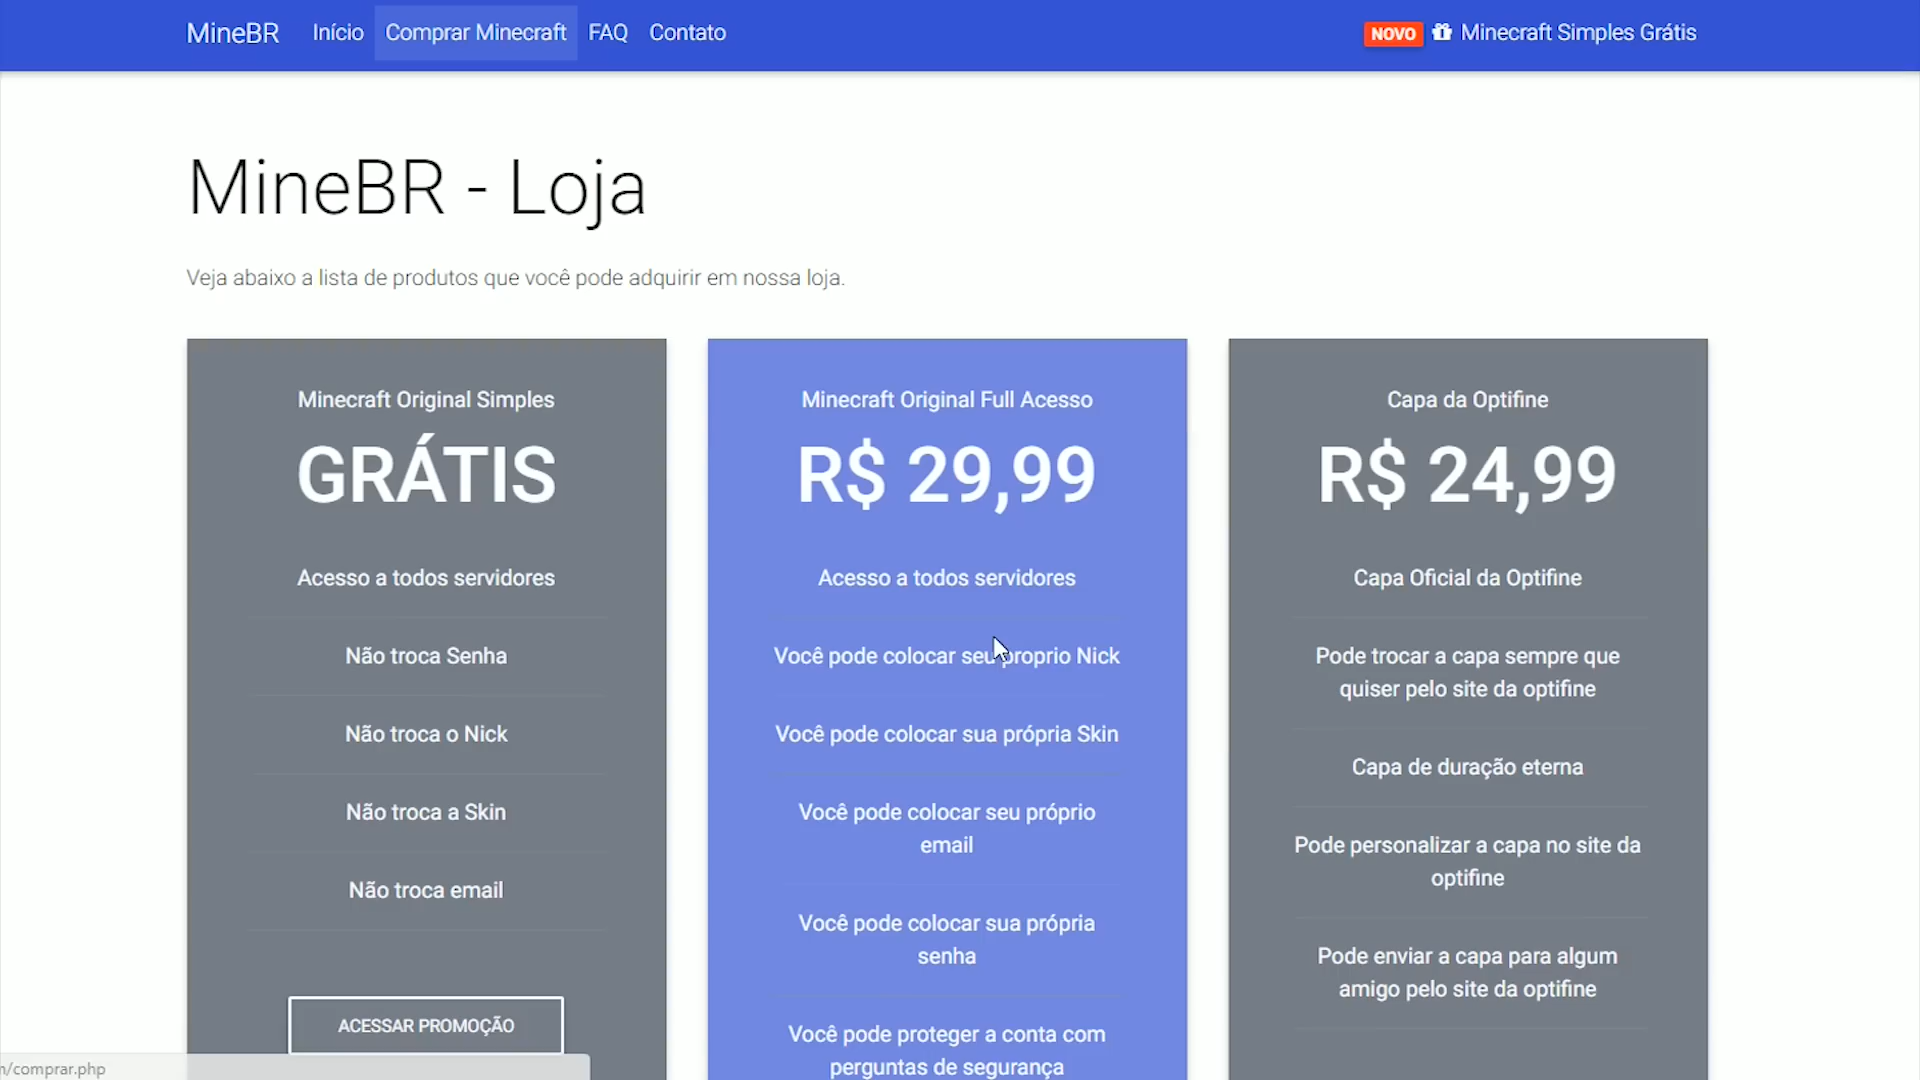 MineBR Início Comprar Minecraft FAQ Contato NOVO Minecraft Simples Grátis
MineBR - Loja
Veja abaixo a lista de produtos que você pode adquirir em nossa loja.
Minecraft Original Simples
GRÁTIS
Acesso a todos servidores
Não troca Senha
Não troca o Nick
Não troca a Skin
Não troca email
ACESSAR PROMOÇÃO
Minecraft Original Full Acesso
R$ 29,99
Acesso a todos servidores
Você pode colocar seu proprio Nick
Você pode colocar sua própria Skin
Você pode colocar seu próprio
email
Você pode colocar sua própria
senha
Você pode proteger a conta com
perguntas de segurança
Capa da Optifine
R$ 24,99
Capa Oficial da Optifine
Pode trocar a capa sempre que
quiser pelo site da optifine
Capa de duração eterna
Pode personalizar a capa no site da
optifine
Pode enviar a capa para algum
amigo pelo site da optifine
/comprar.php